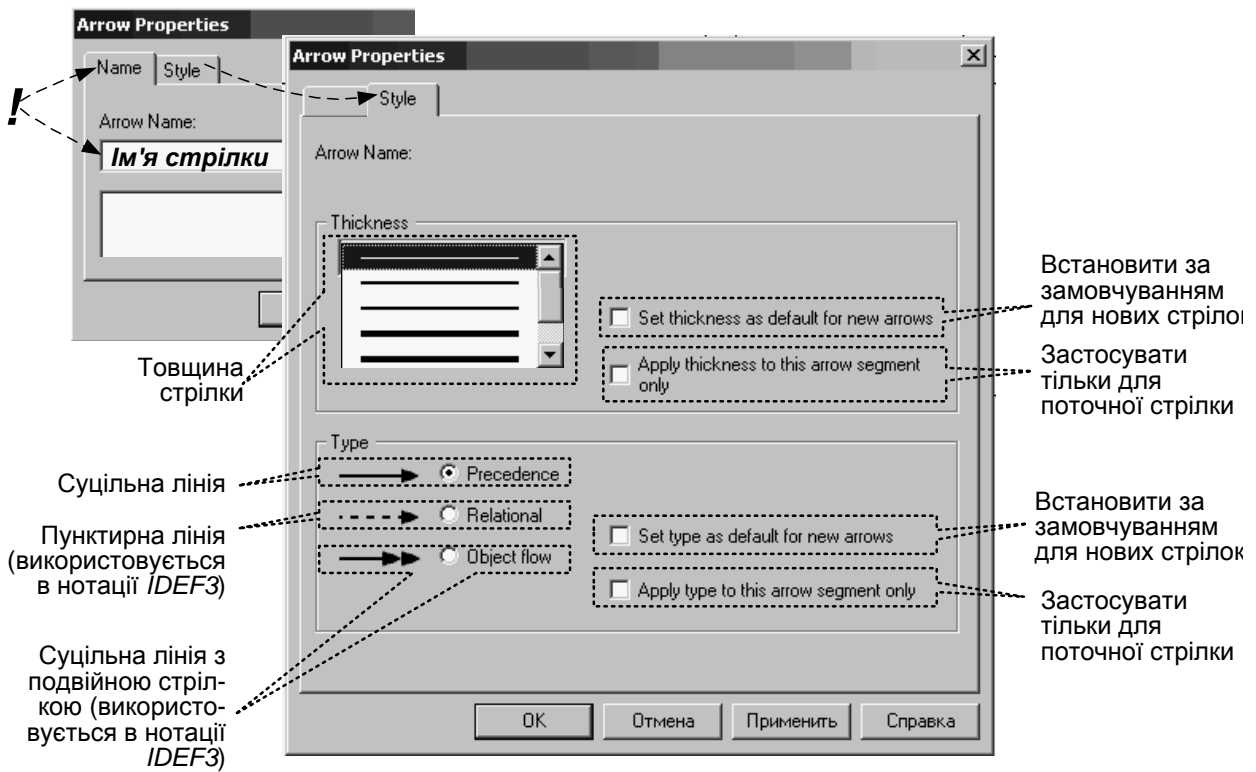 Arrow Properties
Name Style
!
Arrow Name:
Ім'я стрілки
Arrow Properties
Style
Arrow Name:
Thickness
Set thickness as default for new arrows
Apply thickness to this arrow segment
only
Товщина
стрілки
Встановити за
замовчуванням
для нових стрілок
Застосувати
тільки для
поточної стрілки
Type
Precedence
Relational
Object flow
Set type as default for new arrows
Apply type to this arrow segment only
Суцільна лінія
Пунктирна лінія
(використовується
в нотації IDEF3)
Суцільна лінія з
подвійною стріл-
кою (використо-
вується в нотації
IDEF3)
Встановити за
замовчуванням
для нових стрілок
Застосувати
тільки для
поточної стрілки
OK Отмена Применить Справка